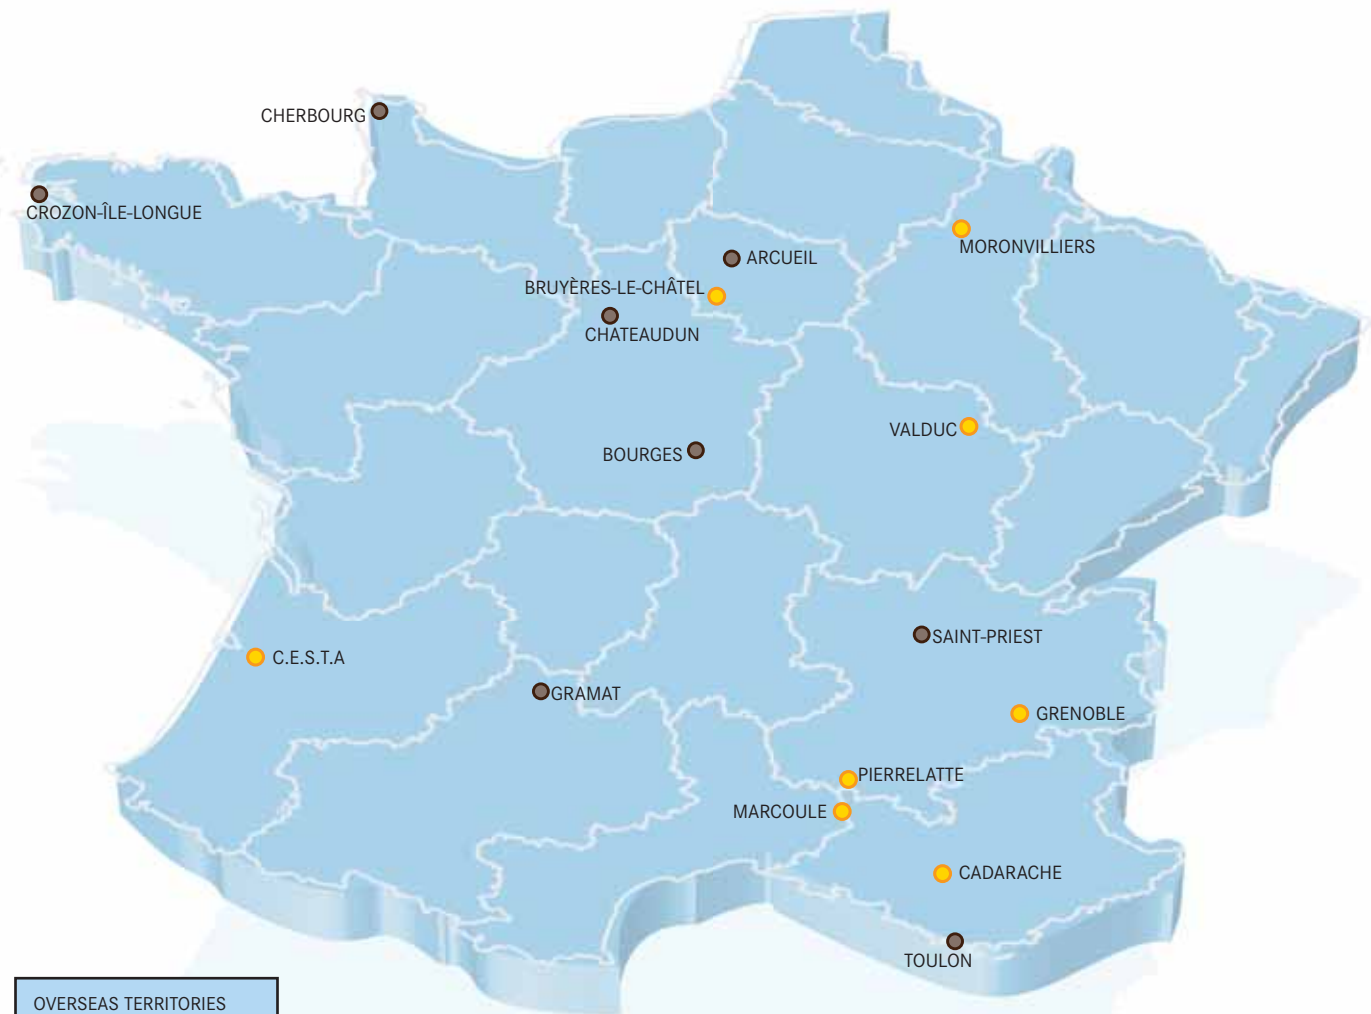 CHERBOURG
CROZON-ÎLE-LONGUE
MORONVILLIERS
ARCUEIL
BRUYÈRES-LE-CHÂTEL
CHATEAUDUN
VALDUC
BOURGES
SAINT-PRIEST
C.E.S.T.A
GRAMAT
GRENOBLE
PIERRELATTE
MARCOULE
CADARACHE
TOULON
OVERSEAS TERRITORIES